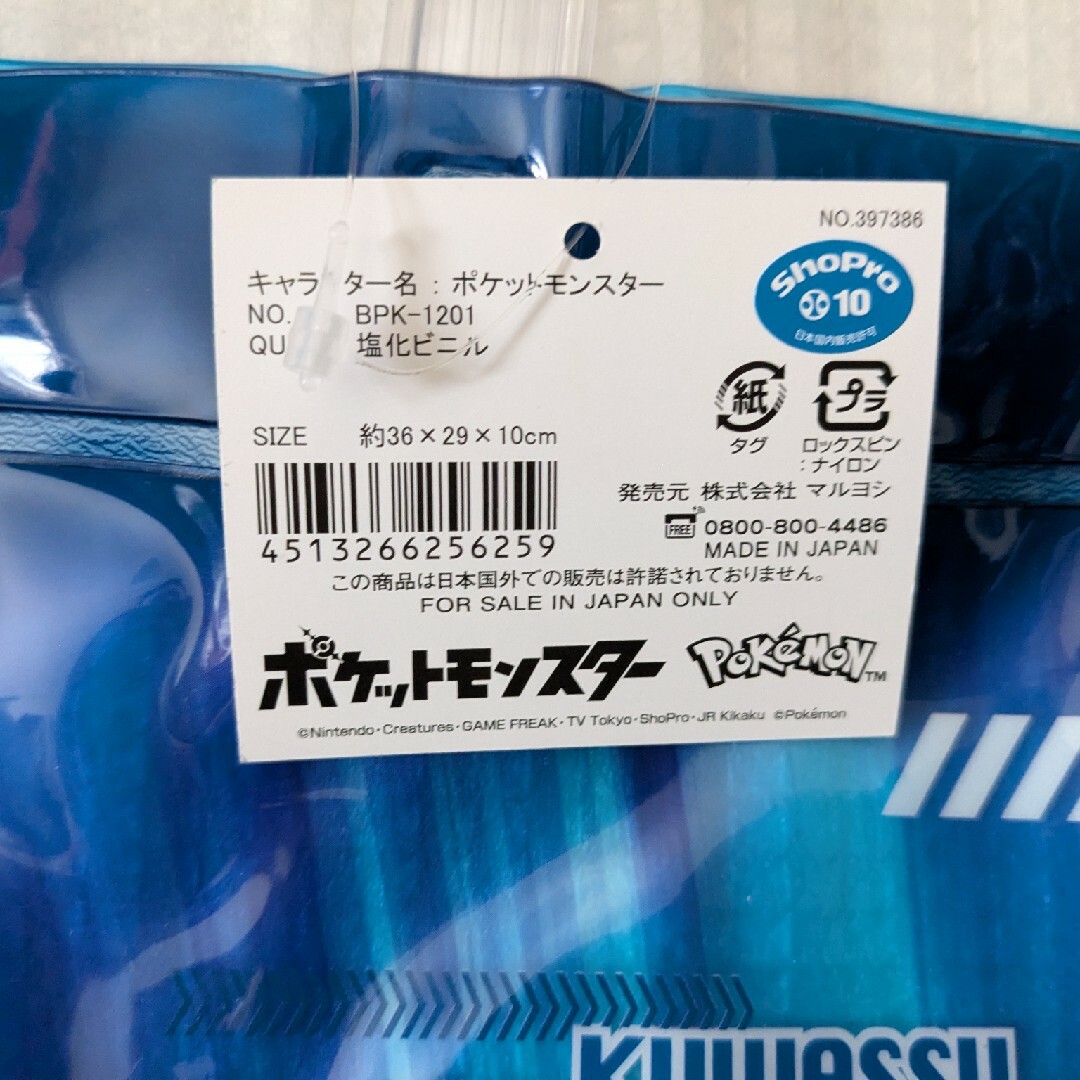 NO.397386
ShoPro
10
日本国内販売許可
キャラ ター名 : ポケットモンスター
NO. BPK-1201
QU 塩化ビニル
紙
プラ
タグ
ロックスピン
:ナイロン
SIZE 約36×29×10cm
4513266256259
発売元 株式会社 マルヨシ
FREE 0800-800-4486
MADE IN JAPAN
この商品は日本国外での販売は許諾されておりません。
FOR SALE IN JAPAN ONLY
ポケットモンスター POKéMON™
©Nintendo・Creatures・GAME FREAK・TV Tokyo・ShoPro・JR Kikaku ©Pokémon